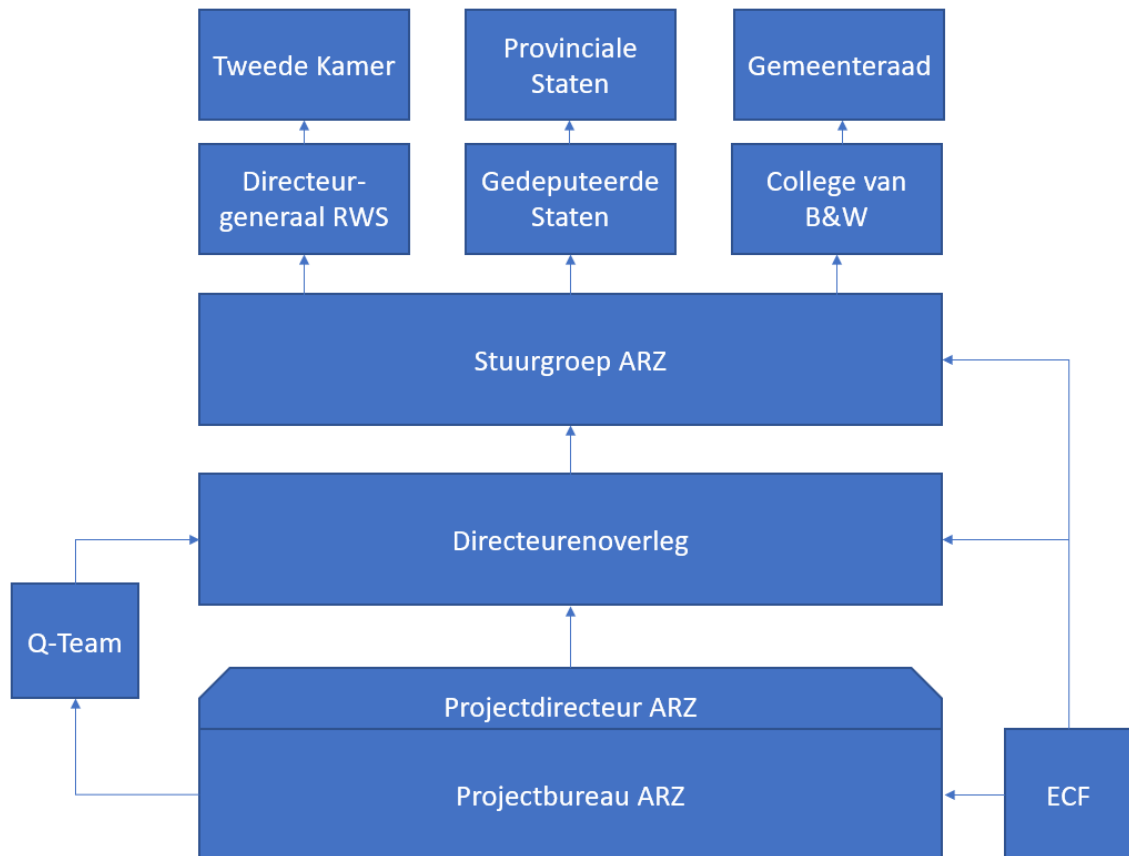 Tweede Kamer
Provinciale
Staten
Gemeenteraad
Directeur-
generaal RWS
Gedeputeerde
Staten
College van
B&W
Stuurgroep ARZ
Directeurenoverleg
Q-Team
Projectdirecteur ARZ
Projectbureau ARZ
ECF